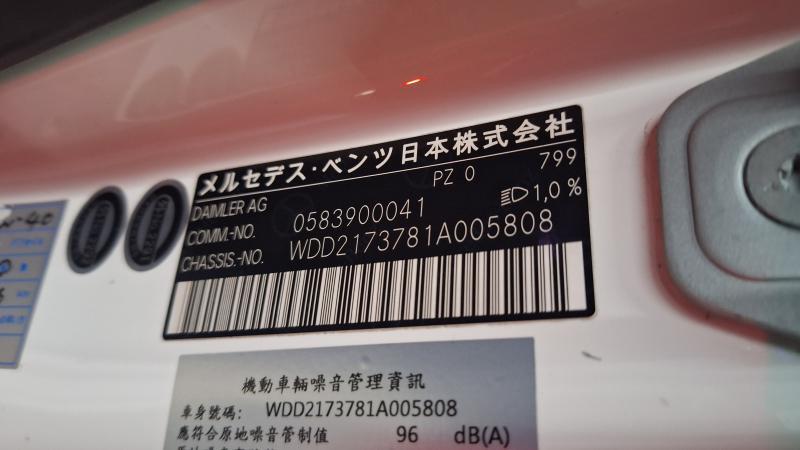 メルセデス・ベンツ日本株式会社
DAIMLER AG PZ 0 799
COMM.-NO. 0583900041 1,0 %
CHASSIS.-NO. WDD2173781A005808
機動車輛噪音管理資訊
車身號碼: WDD2173781A005808
應符合原地噪音管制值 96 dB(A)